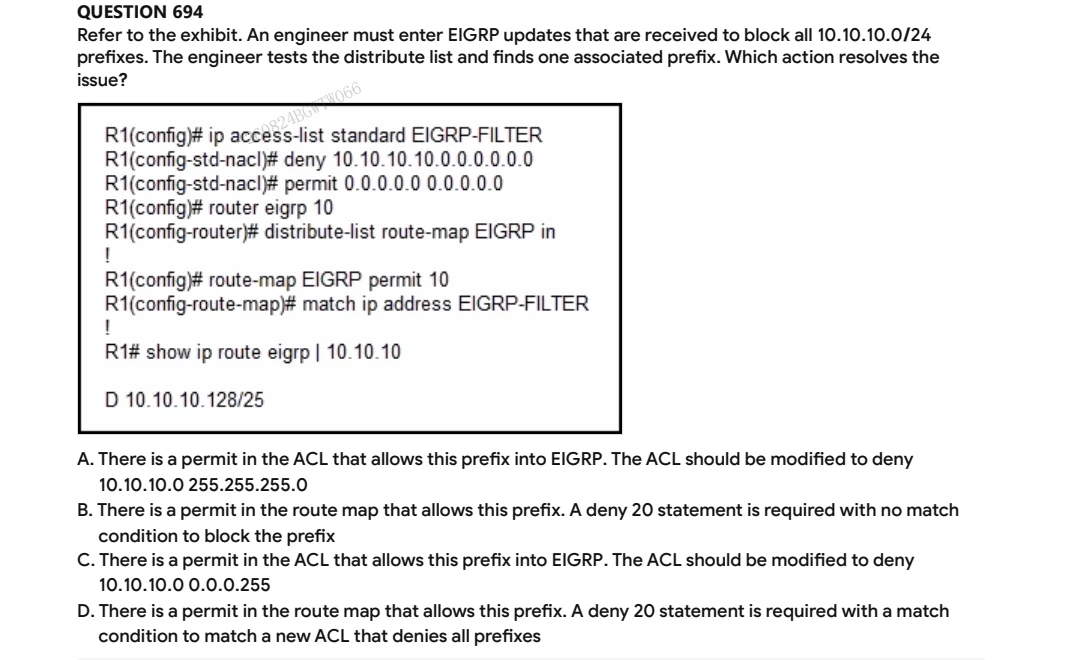 QUESTION 694
Refer to the exhibit. An engineer must enter EIGRP updates that are received to block all 10.10.10.0/24
prefixes. The engineer tests the distribute list and finds one associated prefix. Which action resolves the
issue?
R1(config)# ip access-list standard EIGRP-FILTER
R1(config-std-nacl)# deny 10.10.10.10.0.0.0.0.0.0
R1(config-std-nacl)# permit 0.0.0.0.0 0.0.0.0.0
R1(config)# router eigrp 10
R1(config-router)# distribute-list route-map EIGRP in
!
R1(config)# route-map EIGRP permit 10
R1(config-route-map)# match ip address EIGRP-FILTER
!
R1# show ip route eigrp | 10.10.10
D 10.10.10.128/25
A. There is a permit in the ACL that allows this prefix into EIGRP. The ACL should be modified to deny
10.10.10.0 255.255.255.0
B. There is a permit in the route map that allows this prefix. A deny 20 statement is required with no match
condition to block the prefix
C. There is a permit in the ACL that allows this prefix into EIGRP. The ACL should be modified to deny
10.10.10.0 0.0.0.255
D. There is a permit in the route map that allows this prefix. A deny 20 statement is required with a match
condition to match a new ACL that denies all prefixes